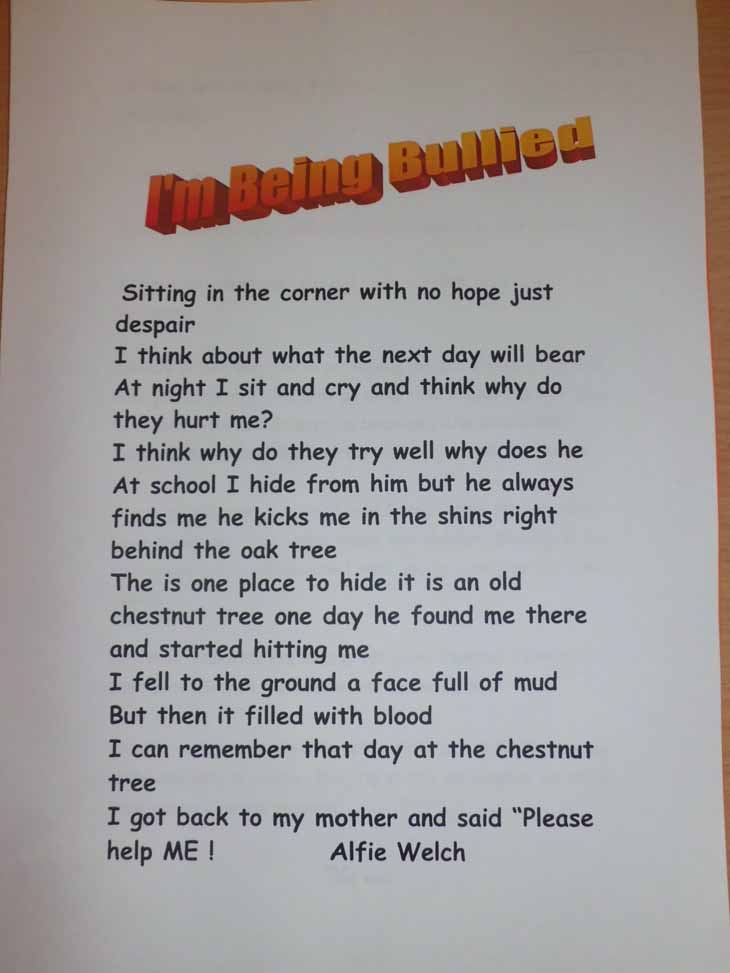 I'm Being Bullied
Sitting in the corner with no hope just
despair
I think about what the next day will bear
At night I sit and cry and think why do
they hurt me?
I think why do they try well why does he
At school I hide from him but he always
finds me he kicks me in the shins right
behind the oak tree
The is one place to hide it is an old
chestnut tree one day he found me there
and started hitting me
I fell to the ground a face full of mud
But then it filled with blood
I can remember that day at the chestnut
tree
I got back to my mother and said “Please
help ME ! Alfie Welch